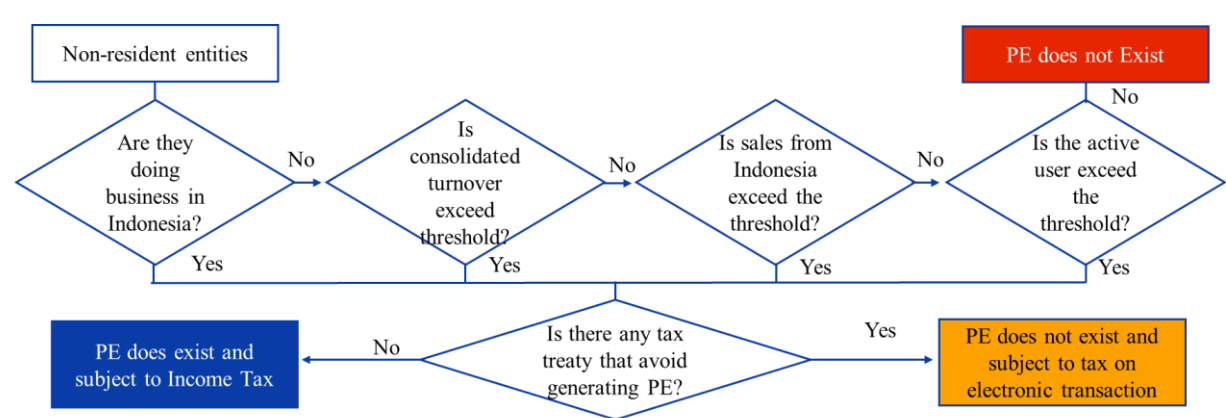 Non-resident entities
PE does not Exist
No
Are they
doing
business in
Indonesia?
No
Is
consolidated
turnover
exceed
threshold?
No
Is sales from
Indonesia
exceed the
threshold?
No
Is the active
user exceed
the
threshold?
Yes
Yes
Yes
Yes
PE does exist and
subject to Income Tax
No
Is there any tax
treaty that avoid
generating PE?
Yes
PE does not exist and
subject to tax on
electronic transaction